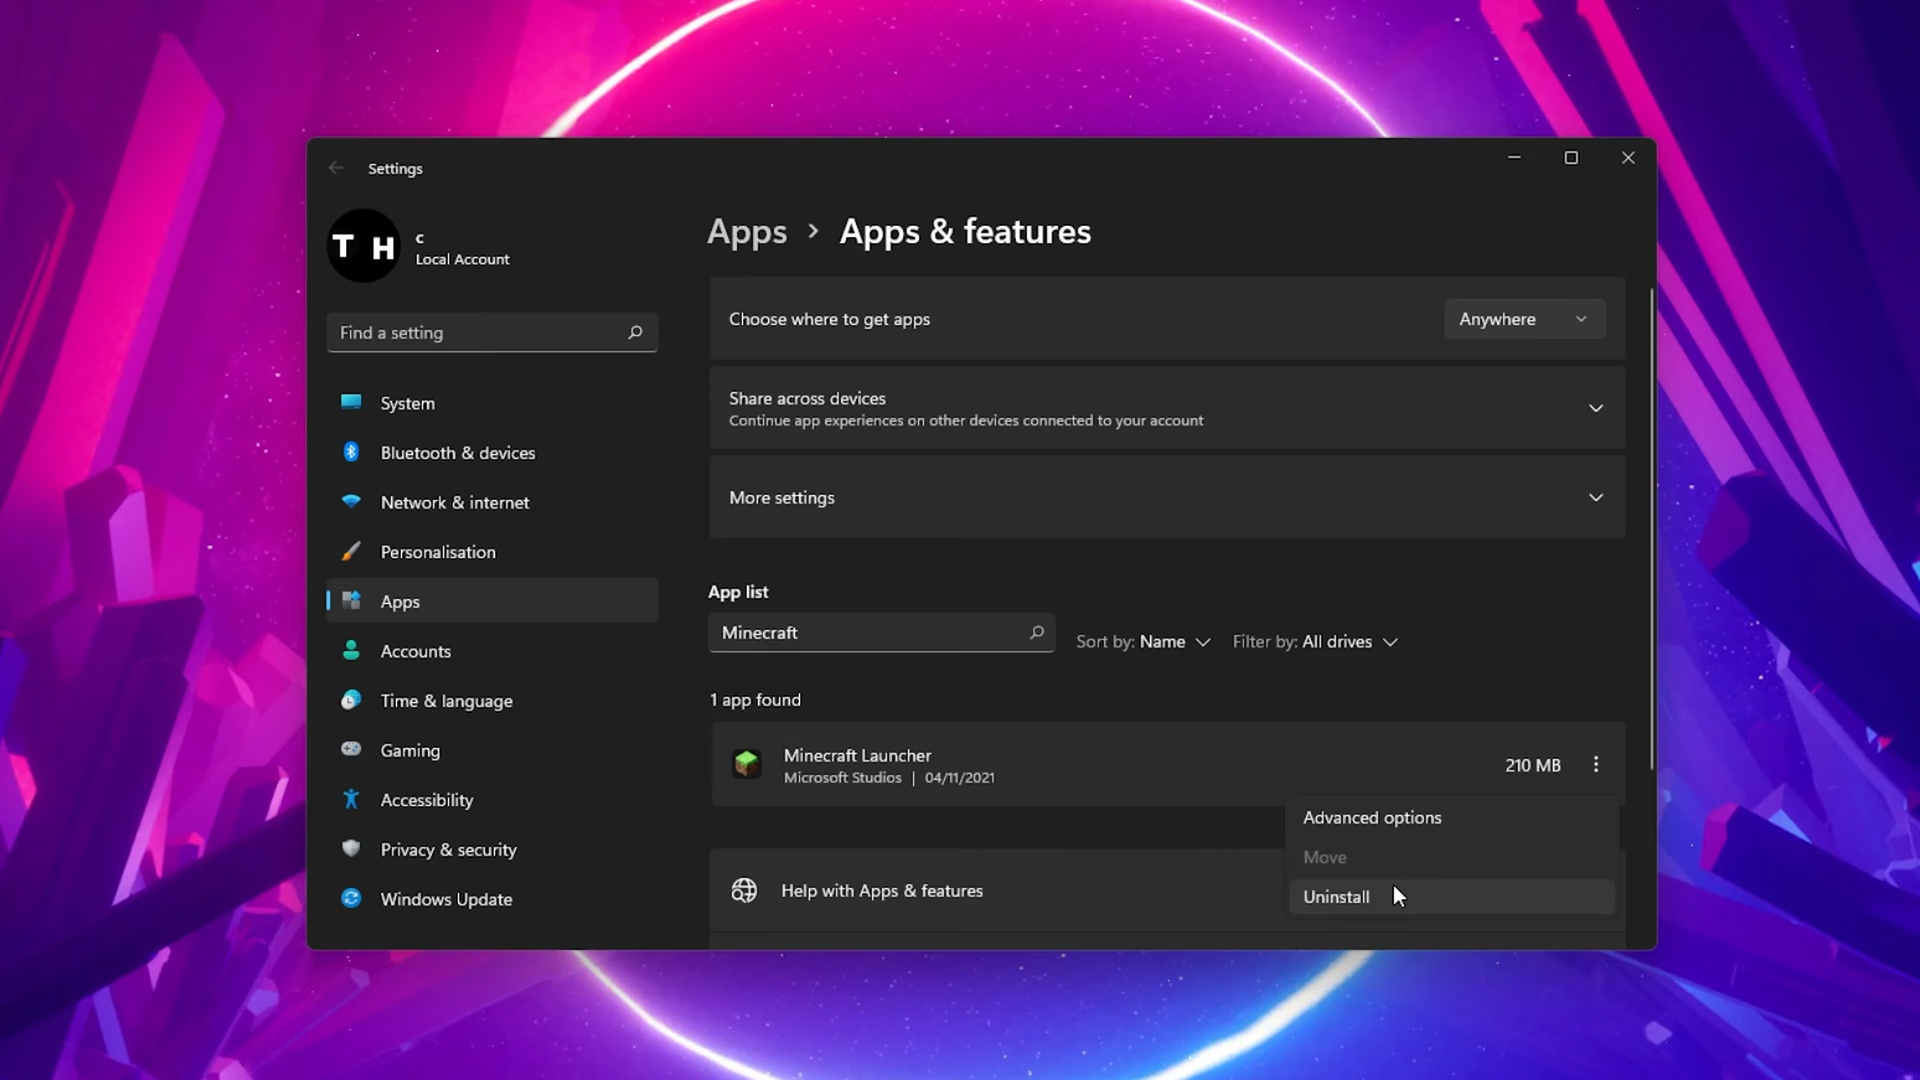 Settings
T H
c
Local Account
Find a setting
System
Bluetooth & devices
Network & internet
Personalisation
Apps
Accounts
Time & language
Gaming
Accessibility
Privacy & security
Windows Update
Apps > Apps & features
Choose where to get apps
Anywhere
Share across devices
Continue app experiences on other devices connected to your account
More settings
App list
Minecraft
Sort by: Name
Filter by: All drives
1 app found
Minecraft Launcher
Microsoft Studios | 04/11/2021
210 MB
Advanced options
Move
Uninstall
Help with Apps & features